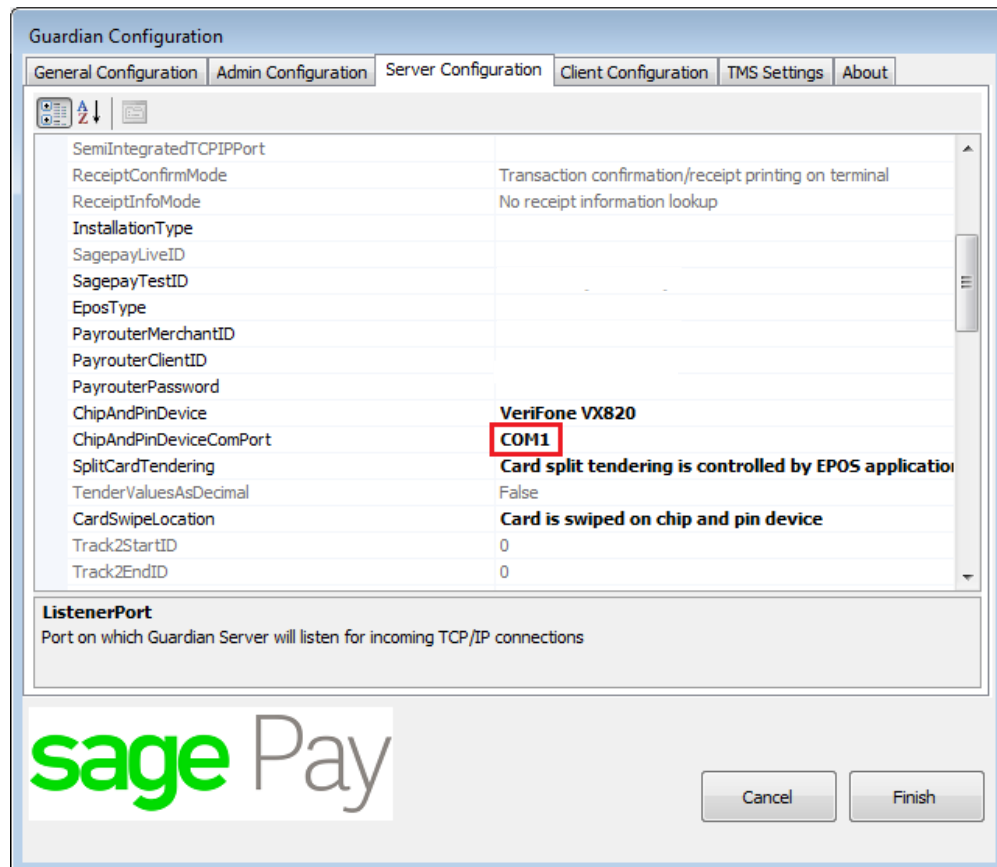 Guardian Configuration
General Configuration Admin Configuration Server Configuration Client Configuration TMS Settings About
SemiIntegratedTCPIPPort
ReceiptConfirmMode Transaction confirmation/receipt printing on terminal
ReceiptInfoMode No receipt information lookup
InstallationType
SagepayLiveID
SagepayTestID
EposType
PayrouterMerchantID
PayrouterClientID
PayrouterPassword
ChipAndPinDevice VeriFone VX820
ChipAndPinDeviceComPort COM1
SplitCardTendering Card split tendering is controlled by EPOS application
TenderValuesAsDecimal False
CardSwipeLocation Card is swiped on chip and pin device
Track2StartID 0
Track2EndID 0
ListenerPort
Port on which Guardian Server will listen for incoming TCP/IP connections
sage Pay
Cancel Finish